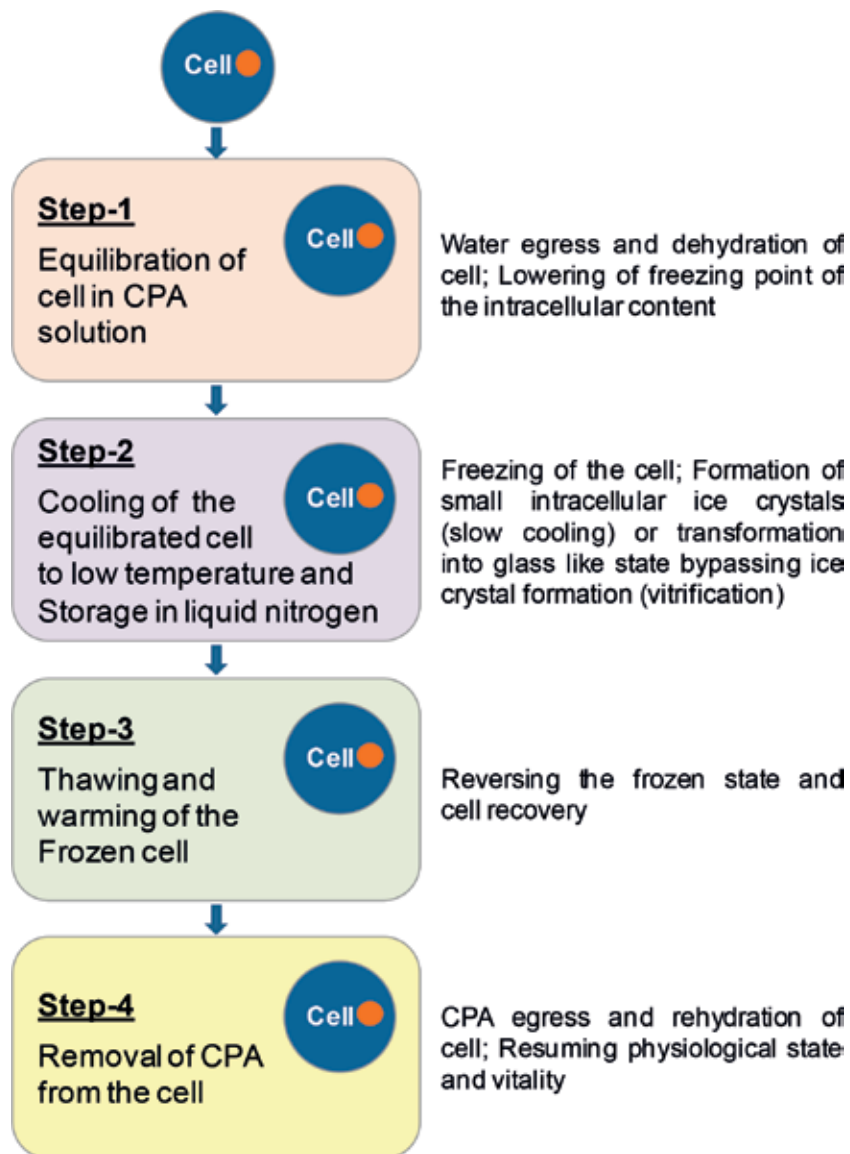 Cell
Step-1
Equilibration of
cell in CPA
solution
Cell
Water egress and dehydration of
cell; Lowering of freezing point of
the intracellular content
Step-2
Cooling of the
equilibrated cell
to low temperature and
Storage in liquid nitrogen
Cell
Freezing of the cell; Formation of
small intracellular ice crystals
(slow cooling) or transformation
into glass like state bypassing ice
crystal formation (vitrification)
Step-3
Thawing and
warming of the
Frozen cell
Cell
Reversing the frozen state and
cell recovery
Step-4
Removal of CPA
from the cell
Cell
CPA egress and rehydration of
cell; Resuming physiological state
and vitality